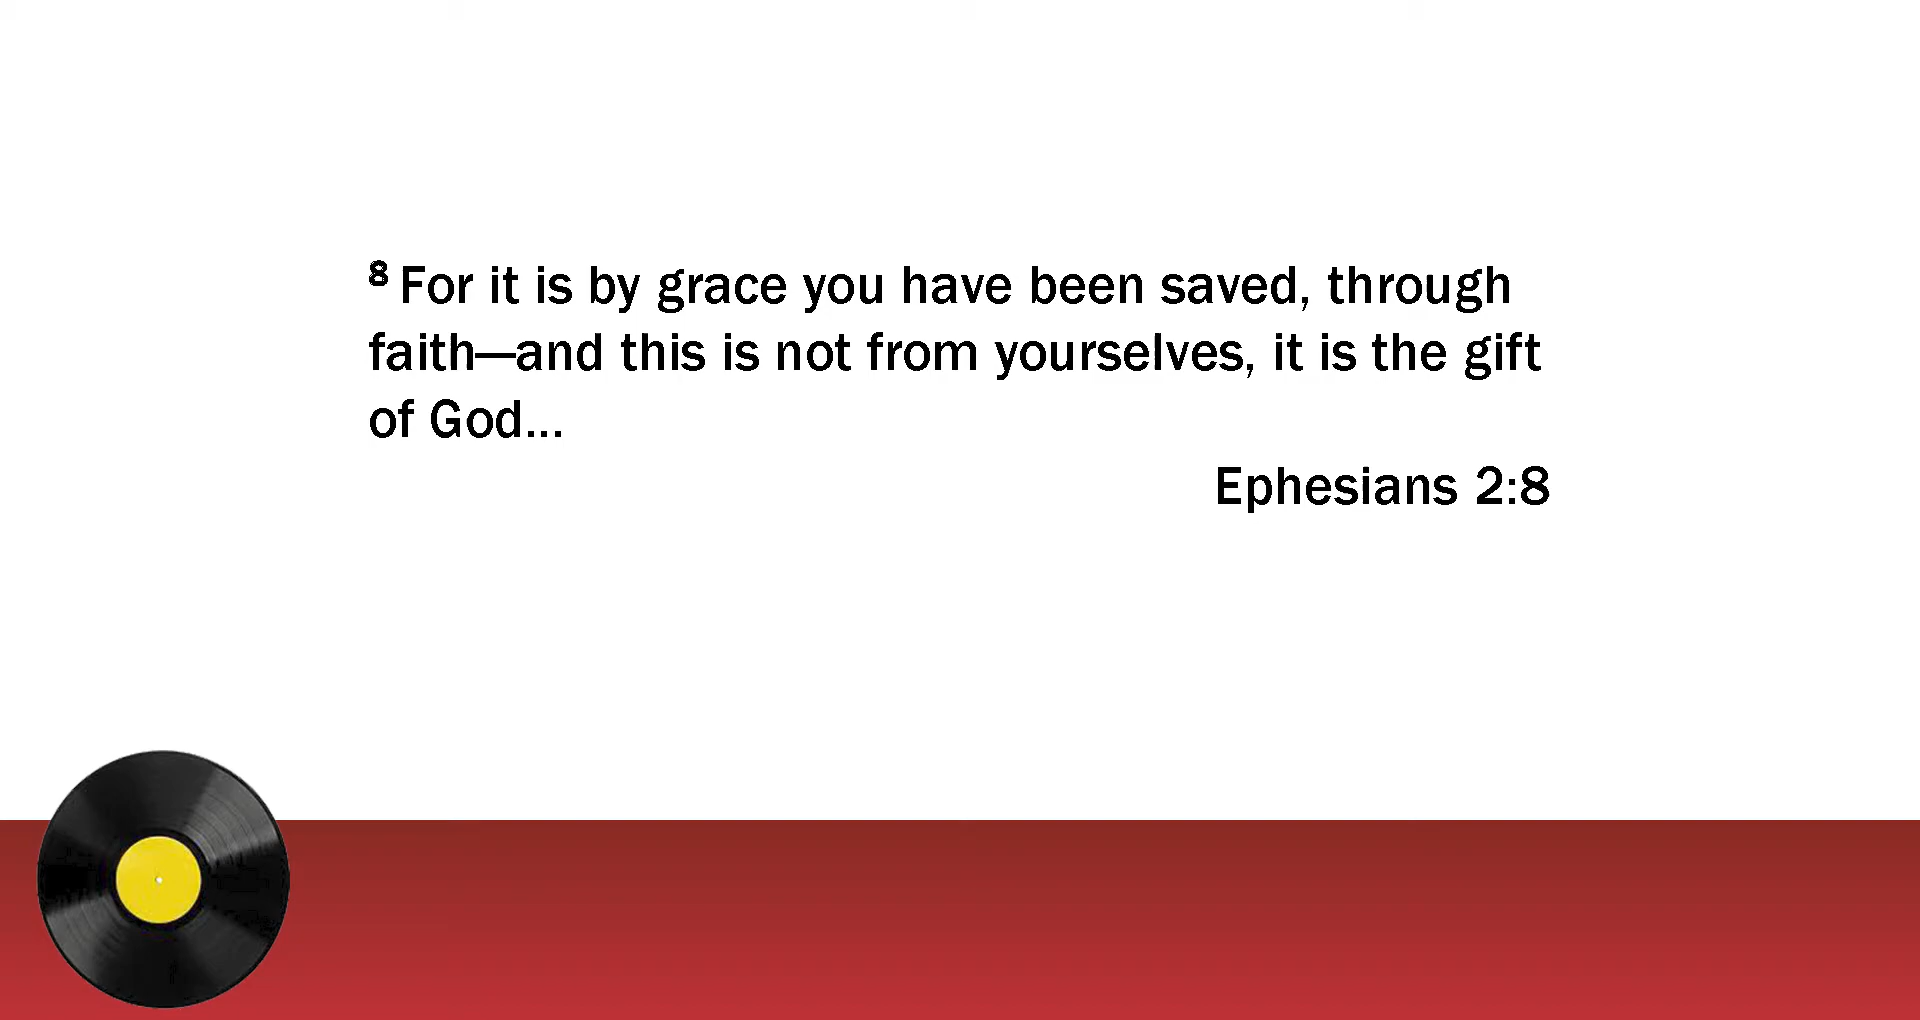 ⁸ For it is by grace you have been saved, through
faith—and this is not from yourselves, it is the gift
of God...
Ephesians 2:8